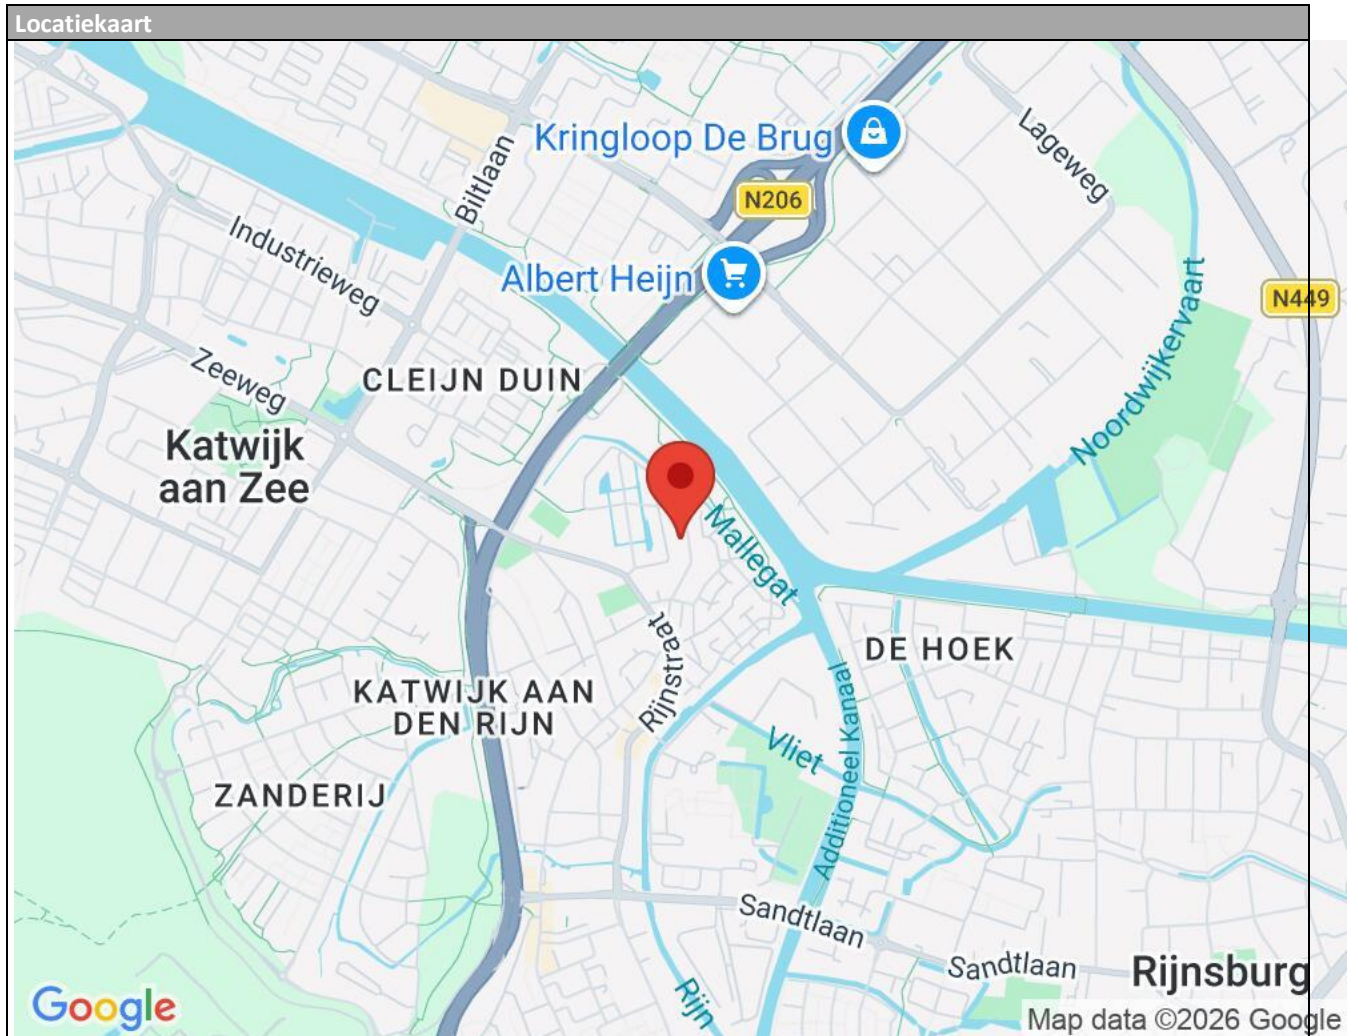 Locatiekaart
Kringloop De Brug
Lageweg
Biltlaan
N206
Industrieweg
Albert Heijn
N449
Noordwijkervaart
Zeeweg
CLEIJN DUIN
Katwijk
aan Zee
Mallegat
Rijnstraat
DE HOEK
KATWIJK AAN
DEN RIJN
Vliet
Additioneel Kanaal
ZANDERIJ
Sandtlaan
Sandtlaan
Rijnsburg
Rijn
Google
Map data ©2026 Google